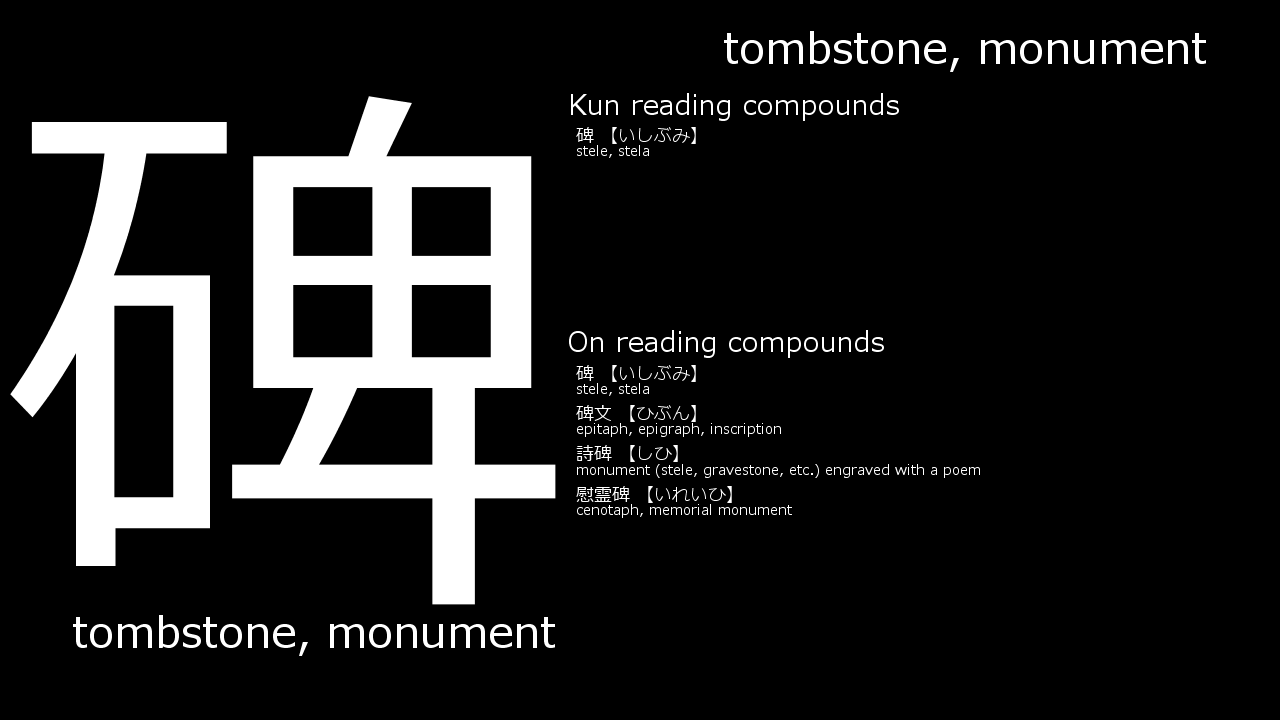 碑
tombstone, monument
tombstone, monument
Kun reading compounds
碑 【いしぶみ】
stele, stela
On reading compounds
碑 【いしぶみ】
stele, stela
碑文 【ひぶん】
epitaph, epigraph, inscription
詩碑 【しひ】
monument (stele, gravestone, etc.) engraved with a poem
慰霊碑 【いれいひ】
cenotaph, memorial monument